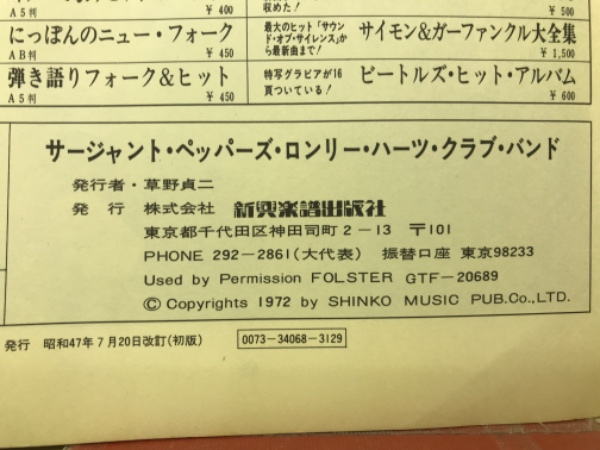 A5判 ￥400
収めた！ ￥500
にっぽんのニュー・フォーク
AB判 ￥450
最大のヒット「サウン
ド・オブ・サイレンス」か
ら最新曲まで！
サイモン&ガーファンクル大全集
￥1,500
弾き語りフォーク&ヒット
A5判 ￥450
特写グラビアが16
頁ついている！
ビートルズ・ヒット・アルバム
￥600
サージャント・ペッパーズ・ロンリー・ハーツ・クラブ・バンド
発行者・草野貞二
発 行 株式会社 新興楽譜出版社
東京都千代田区神田司町2－13 〒101
PHONE 292－2861(大代表) 振替口座 東京98233
Used by Permission FOLSTER GTF－20689
© Copyrights 1972 by SHINKO MUSIC PUB.Co.,LTD.
発行 昭和47年7月20日改訂(初版) 0073－34068－3129